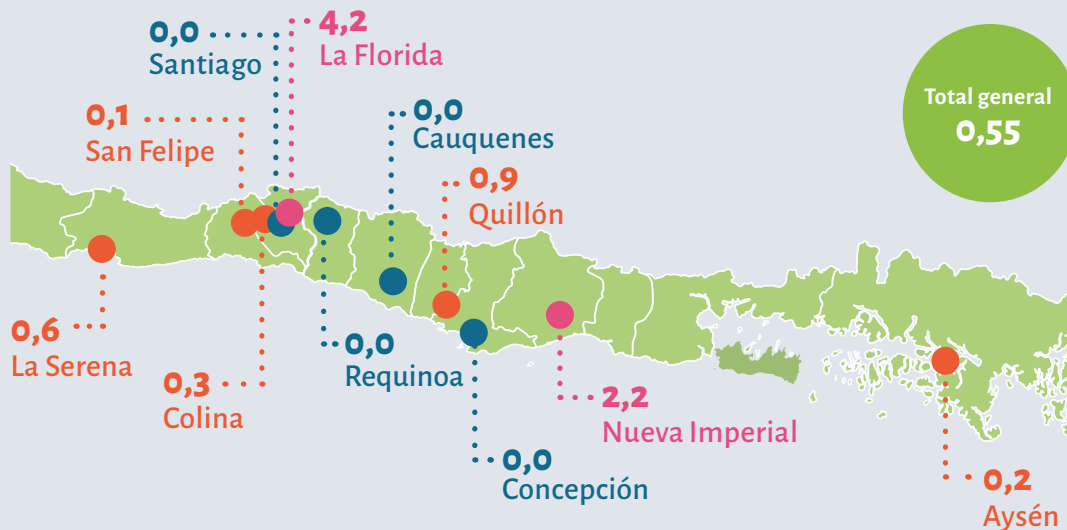 0,0
Santiago
4,2
La Florida
Total general
0,55
0,1
San Felipe
0,0
Cauquenes
0,9
Quillón
0,6
La Serena
0,3
Colina
0,0
Requinoa
2,2
Nueva Imperial
0,0
Concepción
0,2
Aysén